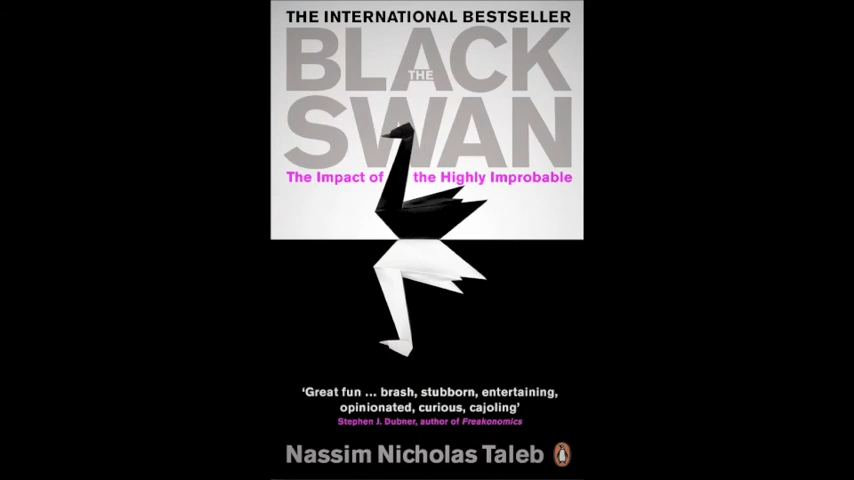 THE INTERNATIONAL BESTSELLER
BLACK
THE
SWAN
The Impact of the Highly Improbable
‘Great fun ... brash, stubborn, entertaining,
opinionated, curious, cajoling’
Stephen J. Dubner, author of Freakonomics
Nassim Nicholas Taleb